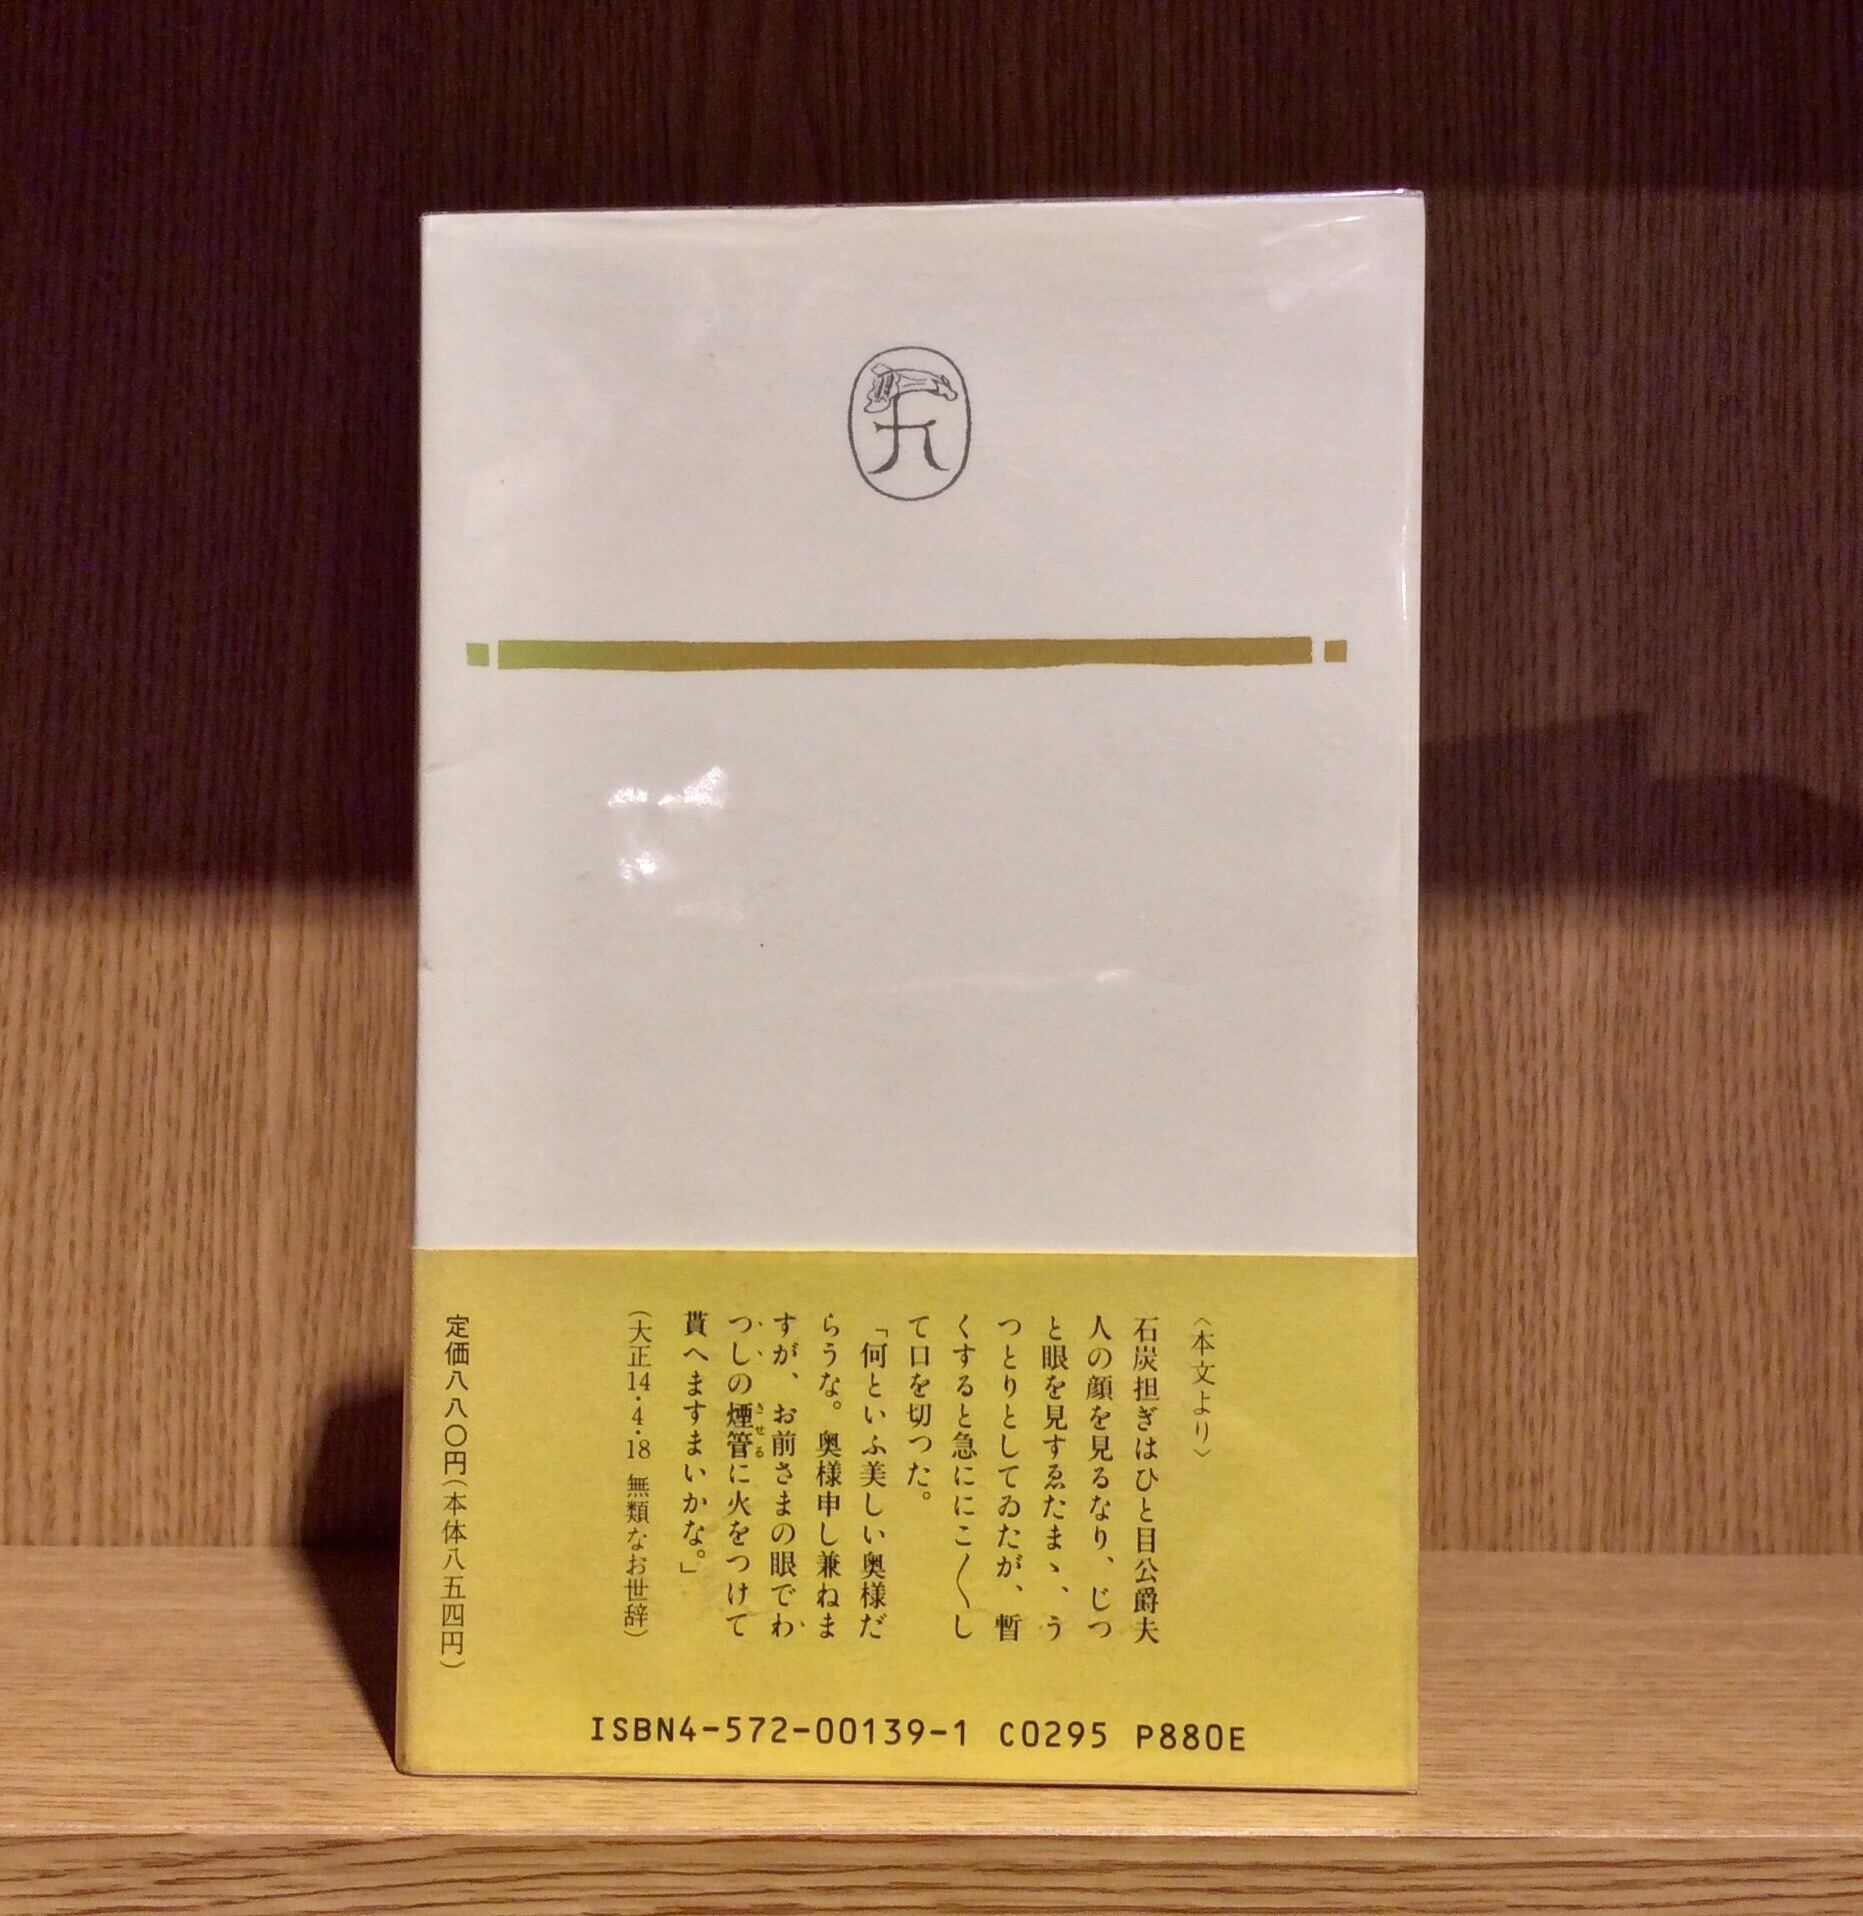 〈本文より〉
石炭担ぎはひと目公爵夫
人の顔を見るなり、じつ
と眼を見すゑたまゝ、う
つとりとしてゐたが、暫
くすると急ににこ〳〵し
て口を切つた。
「何といふ美しい奥様だ
らうな。奥様申し兼ねま
すが、お前さまの眼でわ
つしの煙管に火をつけて
きせる
貰へますまいかな。」
(大正14・4・18 無類なお世辞)
定価八八〇円(本体八五四円)
ISBN4-572-00139-1 C0295 P880E